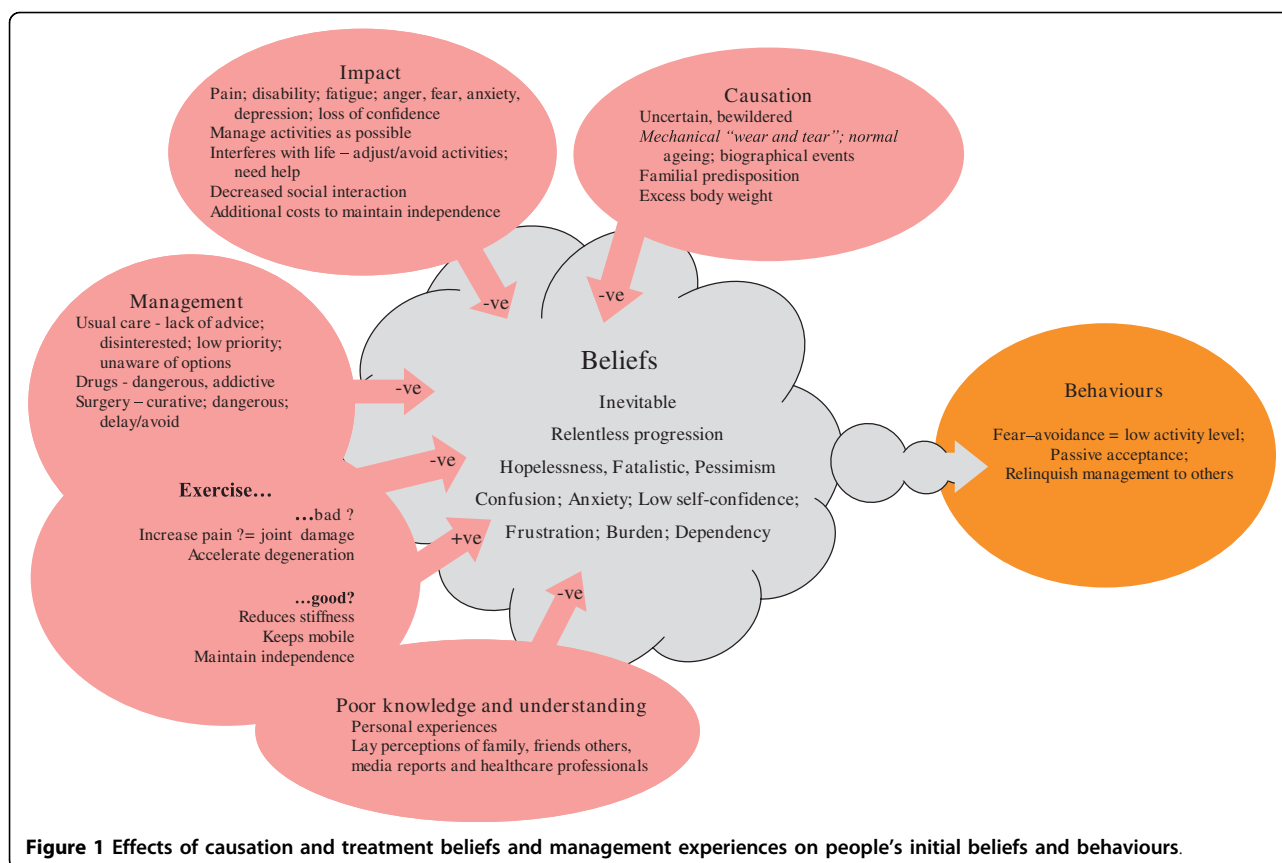 Impact
Pain; disability; fatigue; anger, fear, anxiety,
depression; loss of confidence
Manage activities as possible
Interferes with life – adjust/avoid activities;
need help
Decreased social interaction
Additional costs to maintain independence
-ve
Causation
Uncertain, bewildered
Mechanical “wear and tear”; normal
ageing; biographical events
Familial predisposition
Excess body weight
-ve
Management
Usual care - lack of advice;
disinterested; low priority;
unaware of options
Drugs - dangerous, addictive
Surgery – curative; dangerous;
delay/avoid
-ve
Exercise…
…bad ?
Increase pain ?= joint damage
Accelerate degeneration
-ve
…good?
Reduces stiffness
Keeps mobile
Maintain independence
+ve
Poor knowledge and understanding
Personal experiences
Lay perceptions of family, friends others,
media reports and healthcare professionals
-ve
Beliefs
Inevitable
Relentless progression
Hopelessness, Fatalistic, Pessimism
Confusion; Anxiety; Low self-confidence;
Frustration; Burden; Dependency
Behaviours
Fear–avoidance = low activity level;
Passive acceptance;
Relinquish management to others
Figure 1 Effects of causation and treatment beliefs and management experiences on people’s initial beliefs and behaviours.